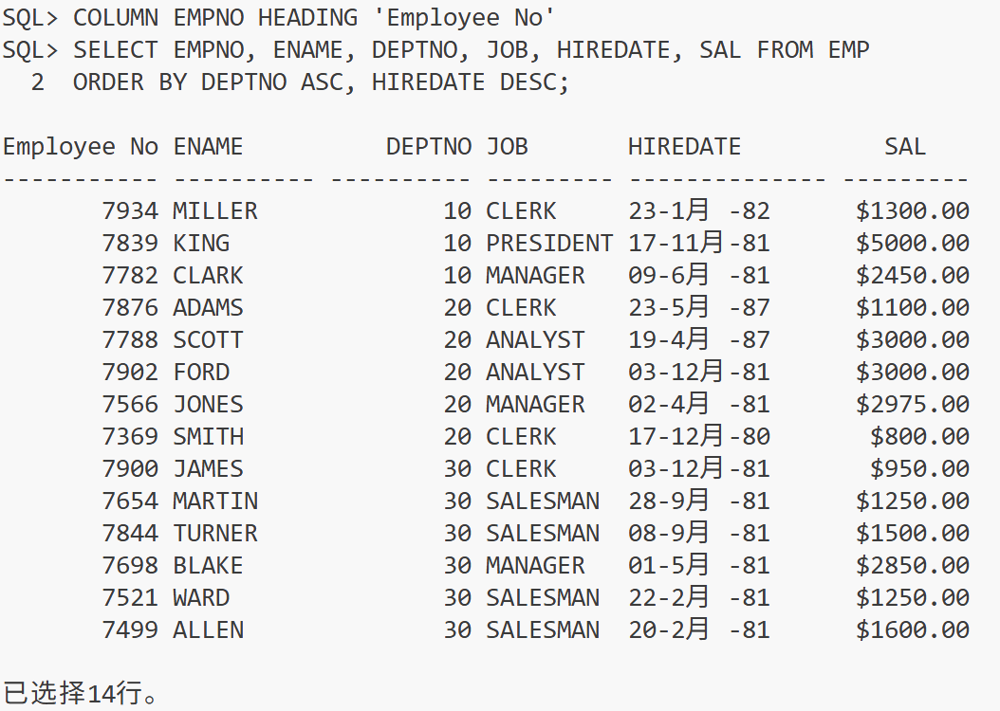 SQL> COLUMN EMPNO HEADING 'Employee No'
SQL> SELECT EMPNO, ENAME, DEPTNO, JOB, HIREDATE, SAL FROM EMP
  2  ORDER BY DEPTNO ASC, HIREDATE DESC;

Employee No ENAME          DEPTNO JOB       HIREDATE          SAL
----------- ---------- ---------- --------- -------------- ---------
       7934 MILLER             10 CLERK     23-1月 -82      $1300.00
       7839 KING               10 PRESIDENT 17-11月-81      $5000.00
       7782 CLARK              10 MANAGER   09-6月 -81      $2450.00
       7876 ADAMS              20 CLERK     23-5月 -87      $1100.00
       7788 SCOTT              20 ANALYST   19-4月 -87      $3000.00
       7902 FORD               20 ANALYST   03-12月-81      $3000.00
       7566 JONES              20 MANAGER   02-4月 -81      $2975.00
       7369 SMITH              20 CLERK     17-12月-80       $800.00
       7900 JAMES              30 CLERK     03-12月-81       $950.00
       7654 MARTIN             30 SALESMAN  28-9月 -81      $1250.00
       7844 TURNER             30 SALESMAN  08-9月 -81      $1500.00
       7698 BLAKE              30 MANAGER   01-5月 -81      $2850.00
       7521 WARD               30 SALESMAN  22-2月 -81      $1250.00
       7499 ALLEN              30 SALESMAN  20-2月 -81      $1600.00

已选择14行。